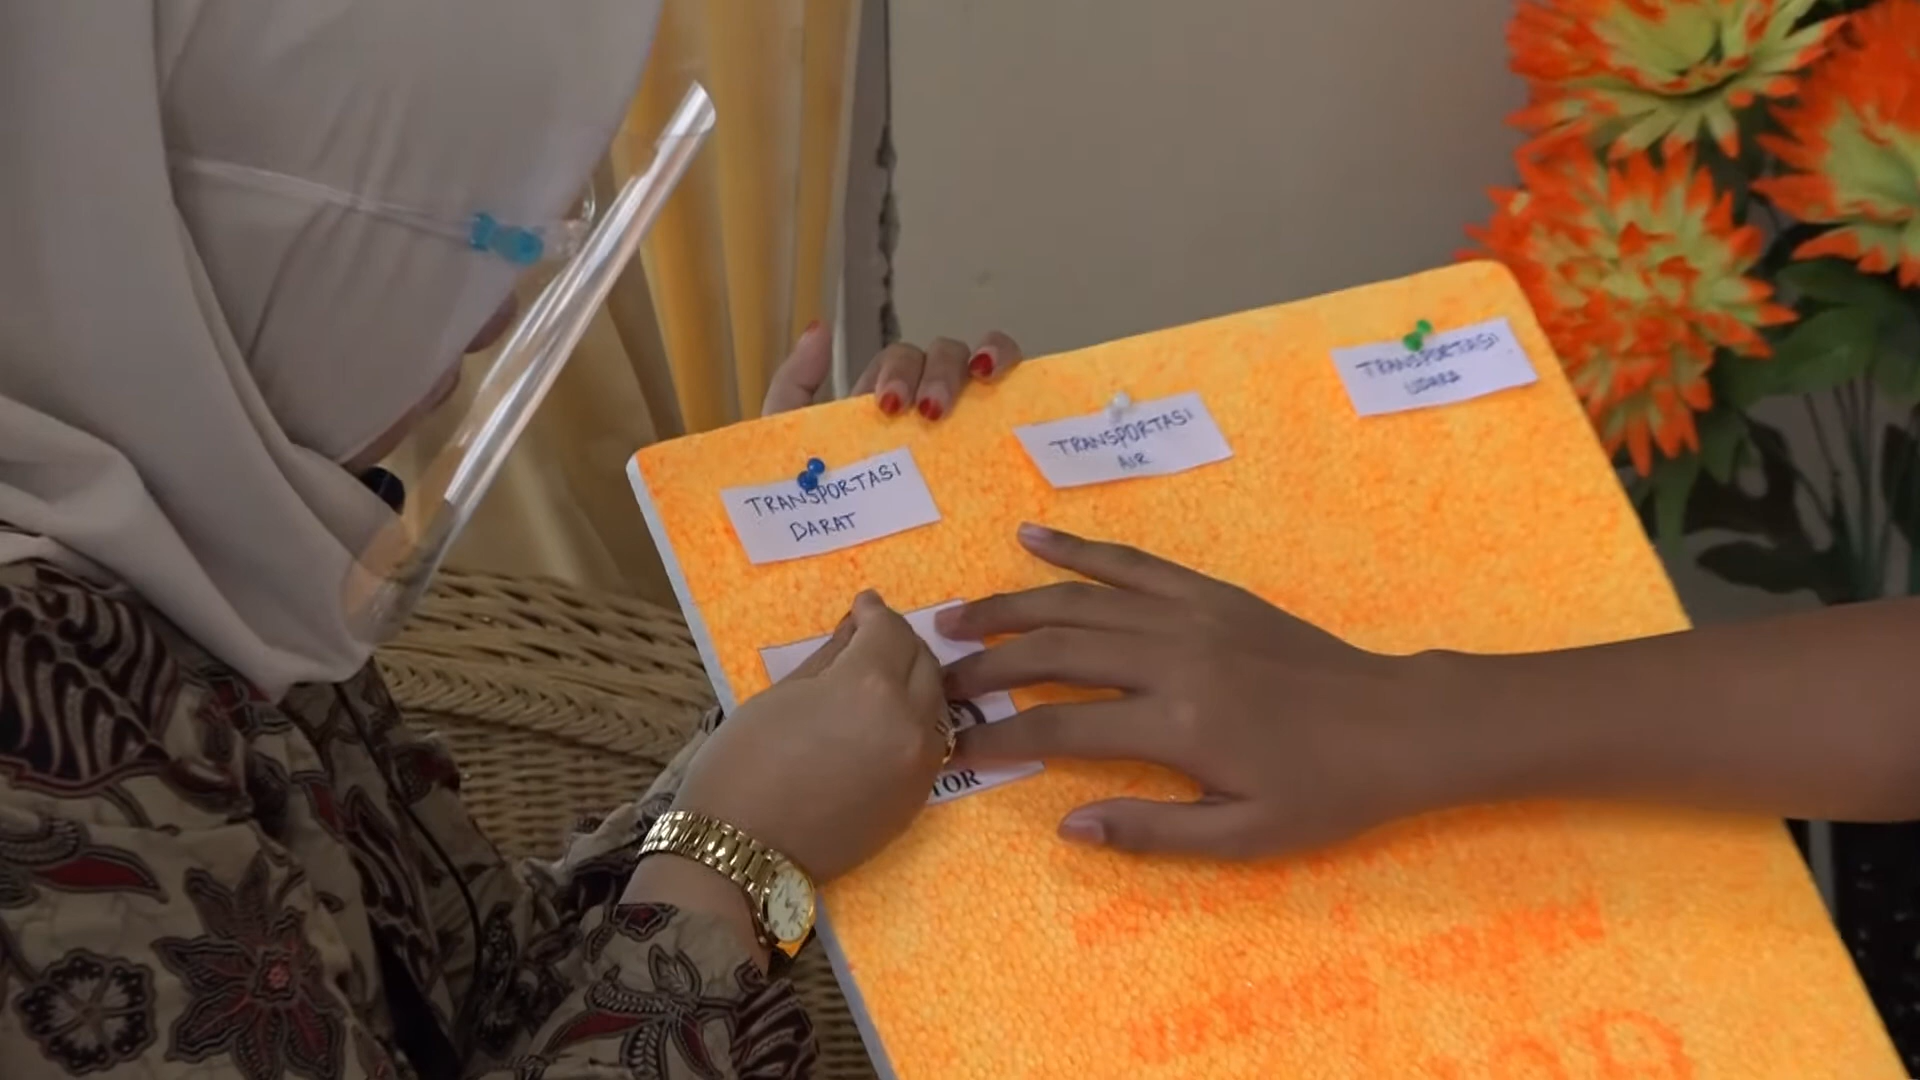 TRANSPORTASI
DARAT
TRANSPORTASI
AIR
TRANSPORTASI
UDARA
TOR